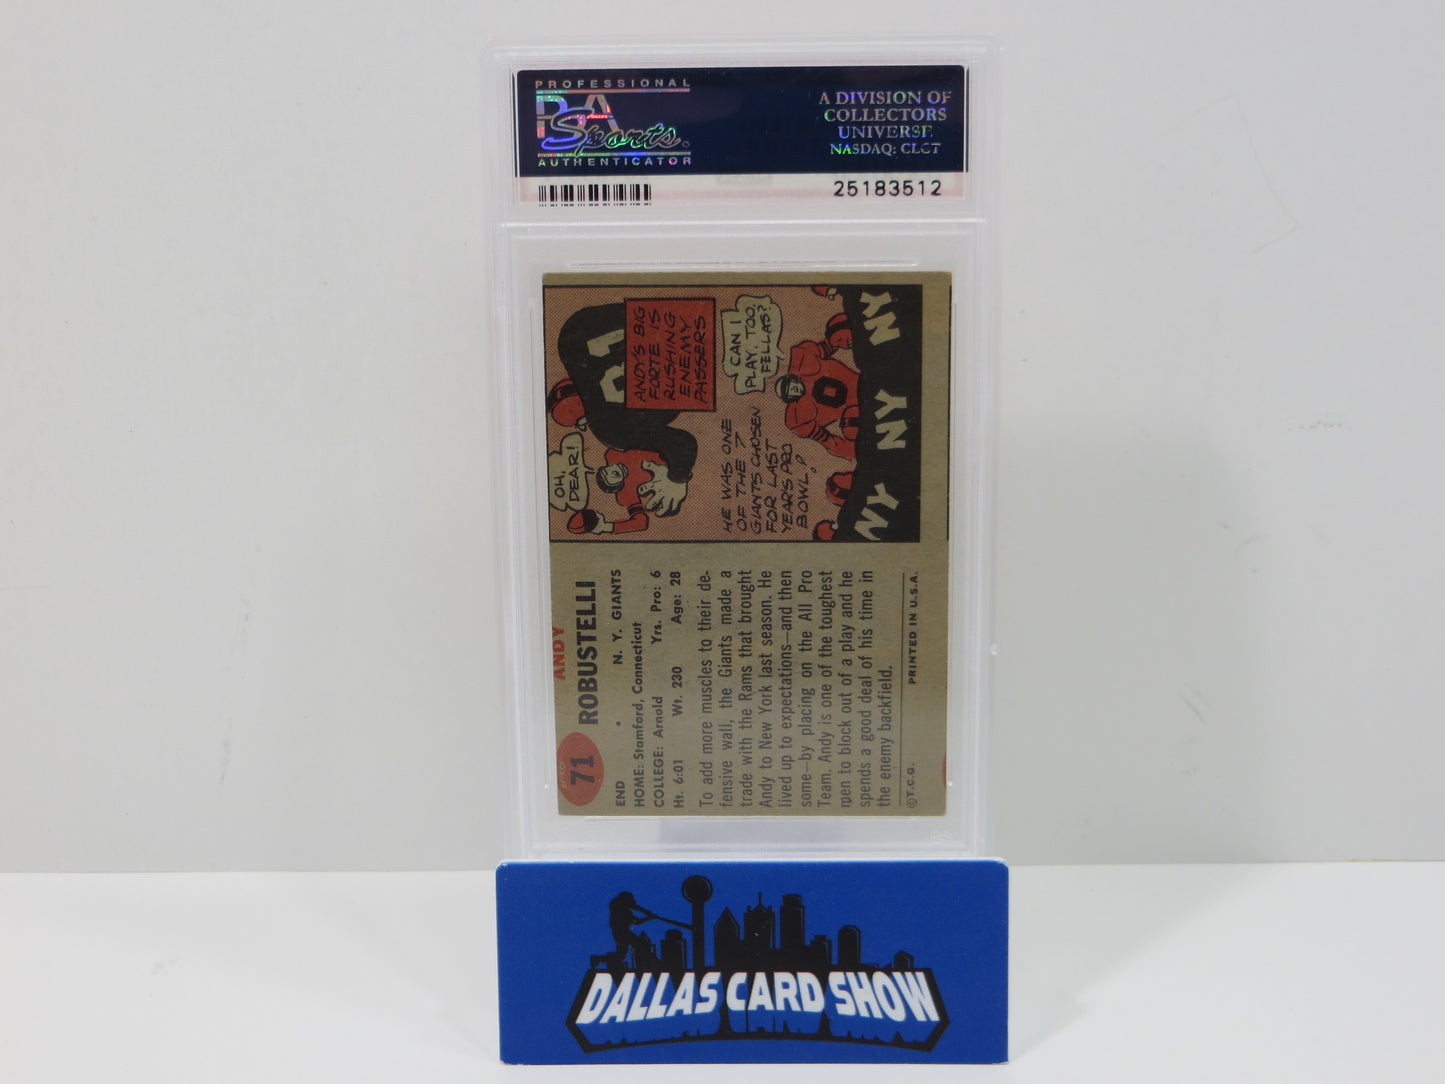 PROFESSIONAL
PSA
Sports
AUTHENTICATOR
A DIVISION OF
COLLECTORS
UNIVERSE
NASDAQ: CLCT
25183512
71
ANDY
ROBUSTELLI
END • N. Y. GIANTS
HOME: Stamford, Connecticut
COLLEGE: Arnold Yrs. Pro: 6
Ht. 6:01 Wt. 230 Age: 28
To add more muscles to their de-
fensive wall, the Giants made a
trade with the Rams that brought
Andy to New York last season. He
lived up to expectations—and then
some—by placing on the All Pro
Team. Andy is one of the toughest
men to block out of a play and he
spends a good deal of his time in
the enemy backfield.
©T.C.G. PRINTED IN U.S.A.
OH,
DEAR!
81
ANDY'S BIG
FORTE IS
RUSHING
ENEMY
PASSERS
HE WAS ONE
OF THE 7
GIANTS CHOSEN
FOR LAST
YEAR'S PRO
BOWL!
CAN I
PLAY, TOO,
FELLAS?
0
NY NY NY NY
DALLAS CARD SHOW